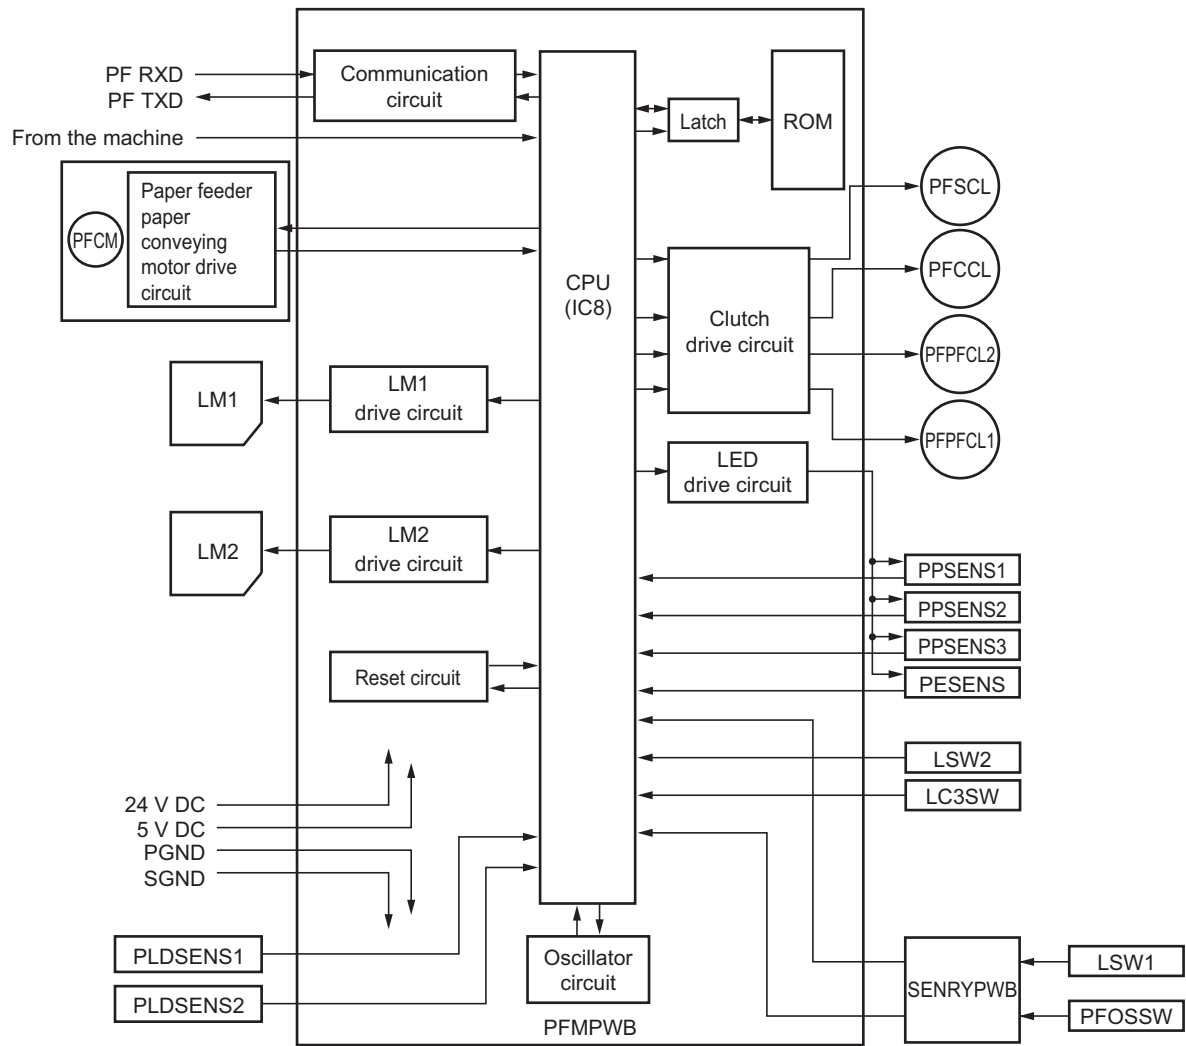 PF RXD
PF TXD
From the machine
Communication
circuit
Latch
ROM
PFCM
Paper feeder
paper
conveying
motor drive
circuit
CPU
(IC8)
Clutch
drive circuit
PFSCL
PFCCL
PFPFCL2
PFPFCL1
LM1
LM1
drive circuit
LED
drive circuit
LM2
LM2
drive circuit
PPSENS1
PPSENS2
PPSENS3
PESENS
Reset circuit
LSW2
LC3SW
24 V DC
5 V DC
PGND
SGND
PLDSENS1
PLDSENS2
Oscillator
circuit
PFMPWB
SENRYPWB
LSW1
PFOSSW